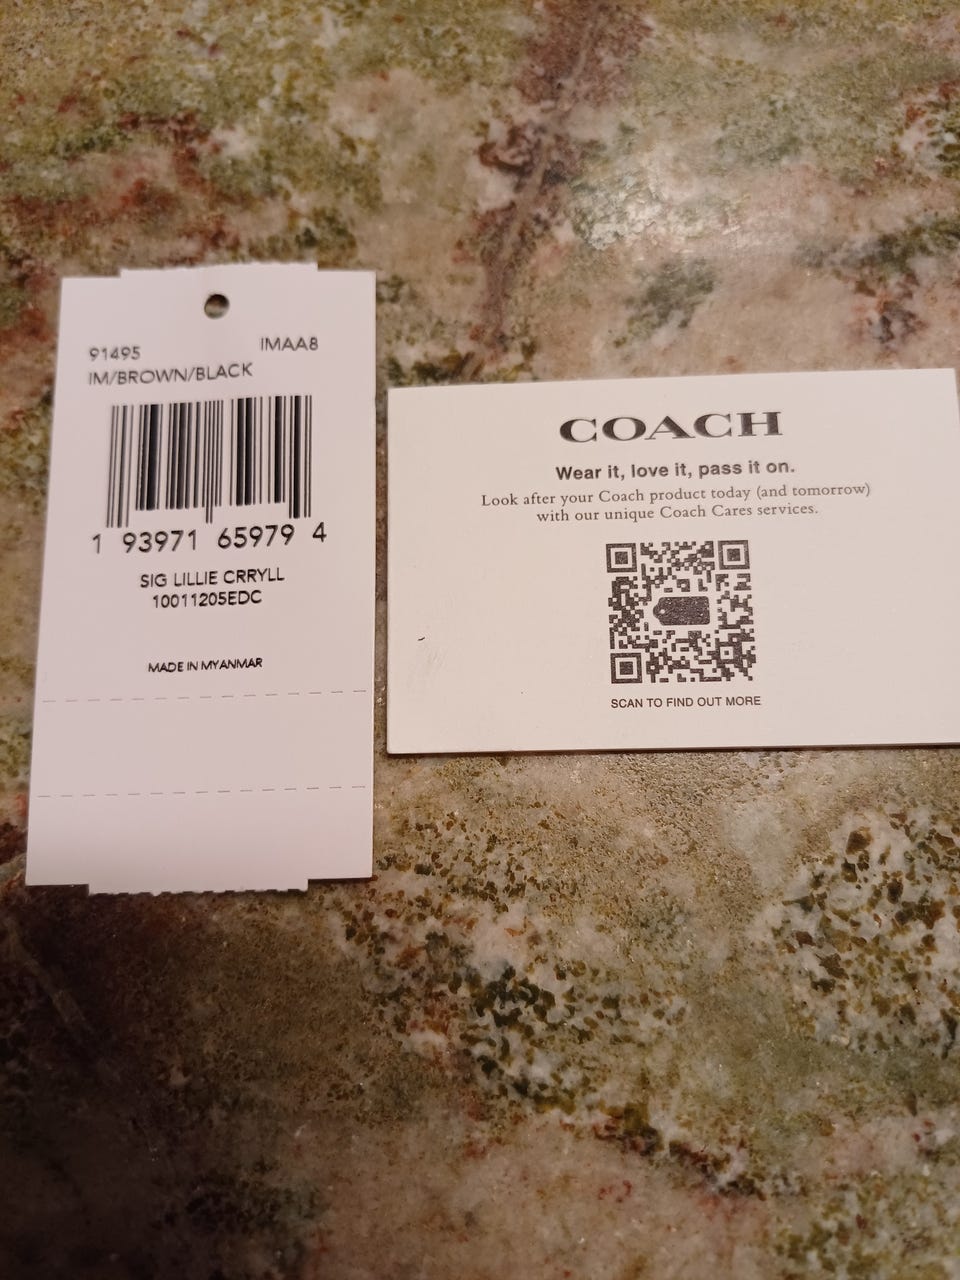 91495 IMAA8
IM/BROWN/BLACK
1 93971 65979 4
SIG LILLIE CRRYLL
10011205EDC
MADE IN MYANMAR
COACH
Wear it, love it, pass it on.
Look after your Coach product today (and tomorrow)
with our unique Coach Cares services.
SCAN TO FIND OUT MORE